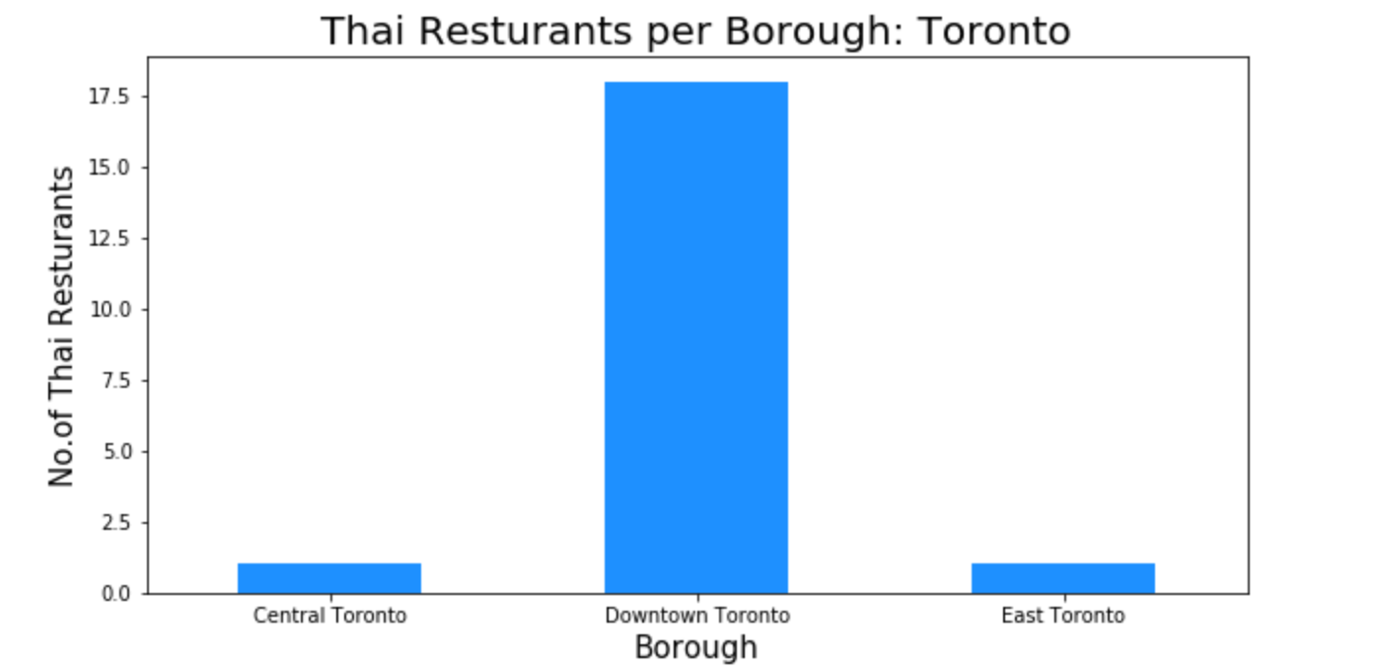 Thai Resturants per Borough: Toronto
No.of Thai Resturants
17.5
15.0
12.5
10.0
7.5
5.0
2.5
0.0
Central Toronto
Downtown Toronto
East Toronto
Borough